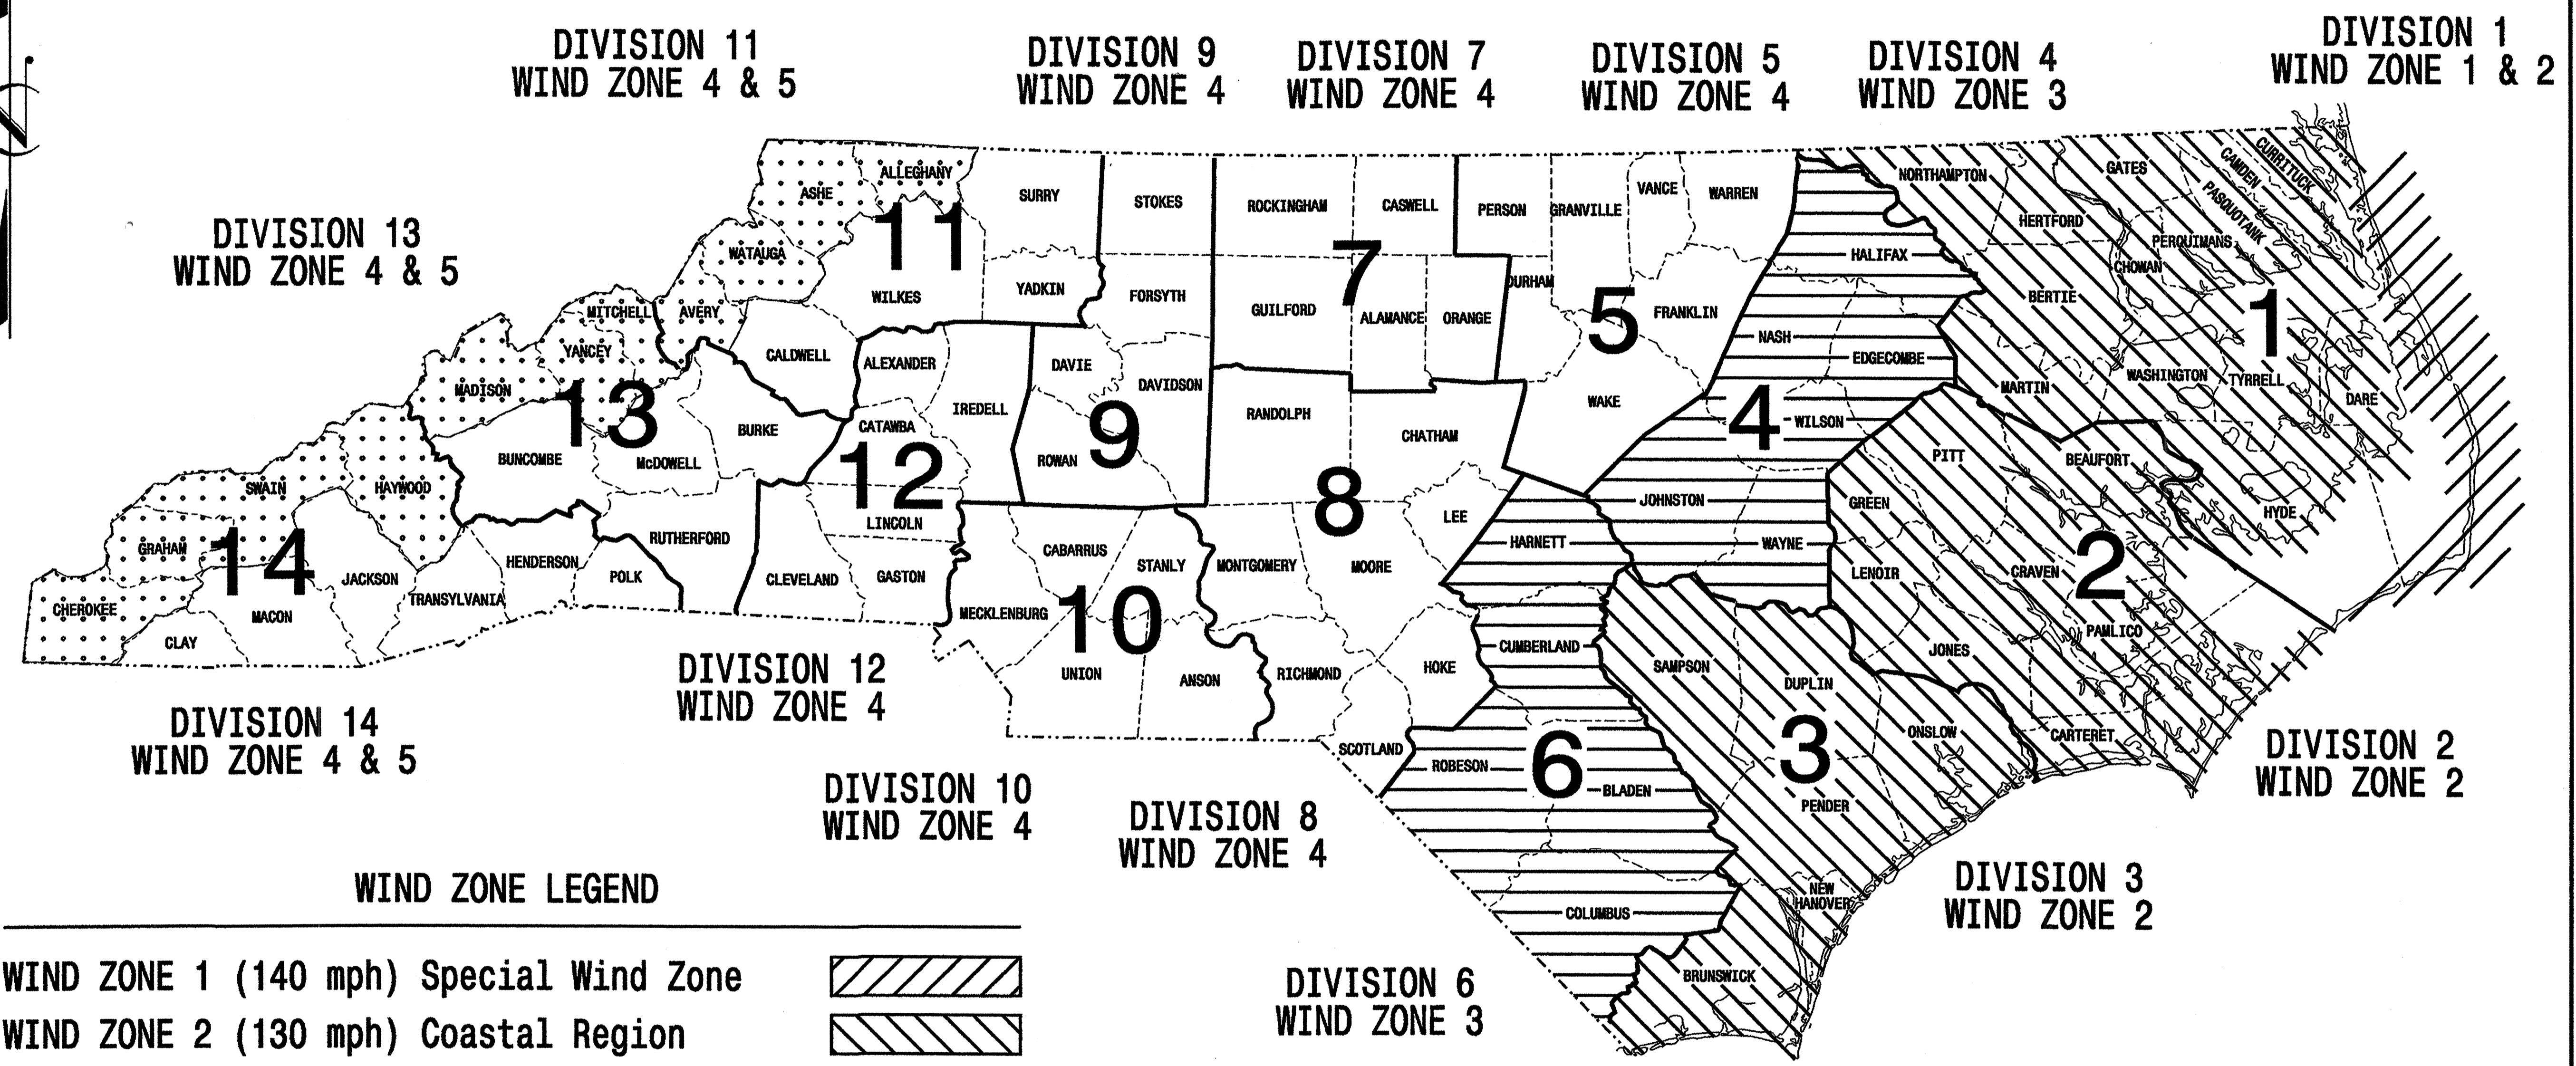 DIVISION 1
WIND ZONE 1 & 2
DIVISION 11
WIND ZONE 4 & 5
DIVISION 9
WIND ZONE 4
DIVISION 7
WIND ZONE 4
DIVISION 5
WIND ZONE 4
DIVISION 4
WIND ZONE 3
DIVISION 13
WIND ZONE 4 & 5
ASHE
ALLEGHANY
SURRY
STOKES
ROCKINGHAM
CASWELL
PERSON
GRANVILLE
VANCE
WARREN
NORTHAMPTON
GATES
CAMDEN
CURRITUCK
PASQUOTANK
HERTFORD
PERQUIMANS
CHOWAN
HALIFAX
BERTIE
WATAUGA
11
WILKES
YADKIN
FORSYTH
GUILFORD
7
ALAMANCE
ORANGE
DURHAM
5
FRANKLIN
NASH
EDGECOMBE
MARTIN
WASHINGTON
TYRRELL
1
DARE
MITCHELL
AVERY
YANCEY
MADISON
13
CALDWELL
ALEXANDER
IREDELL
DAVIE
DAVIDSON
9
ROWAN
RANDOLPH
CHATHAM
WAKE
4
WILSON
PITT
BEAUFORT
HYDE
BUNCOMBE
McDOWELL
BURKE
CATAWBA
12
LINCOLN
8
LEE
JOHNSTON
GREEN
SWAIN
HAYWOOD
GRAHAM
14
JACKSON
HENDERSON
TRANSYLVANIA
POLK
RUTHERFORD
CLEVELAND
GASTON
CABARRUS
STANLY
MONTGOMERY
MOORE
HARNETT
WAYNE
LENOIR
CRAVEN
2
PAMLICO
CHEROKEE
MACON
CLAY
MECKLENBURG
10
UNION
ANSON
RICHMOND
HOKE
CUMBERLAND
SAMPSON
DUPLIN
JONES
ONSLOW
CARTERET
SCOTLAND
ROBESON
6
BLADEN
3
PENDER
NEW
HANOVER
COLUMBUS
BRUNSWICK
DIVISION 12
WIND ZONE 4
DIVISION 14
WIND ZONE 4 & 5
DIVISION 2
WIND ZONE 2
DIVISION 10
WIND ZONE 4
DIVISION 8
WIND ZONE 4
DIVISION 3
WIND ZONE 2
DIVISION 6
WIND ZONE 3
WIND ZONE LEGEND
WIND ZONE 1 (140 mph) Special Wind Zone
WIND ZONE 2 (130 mph) Coastal Region